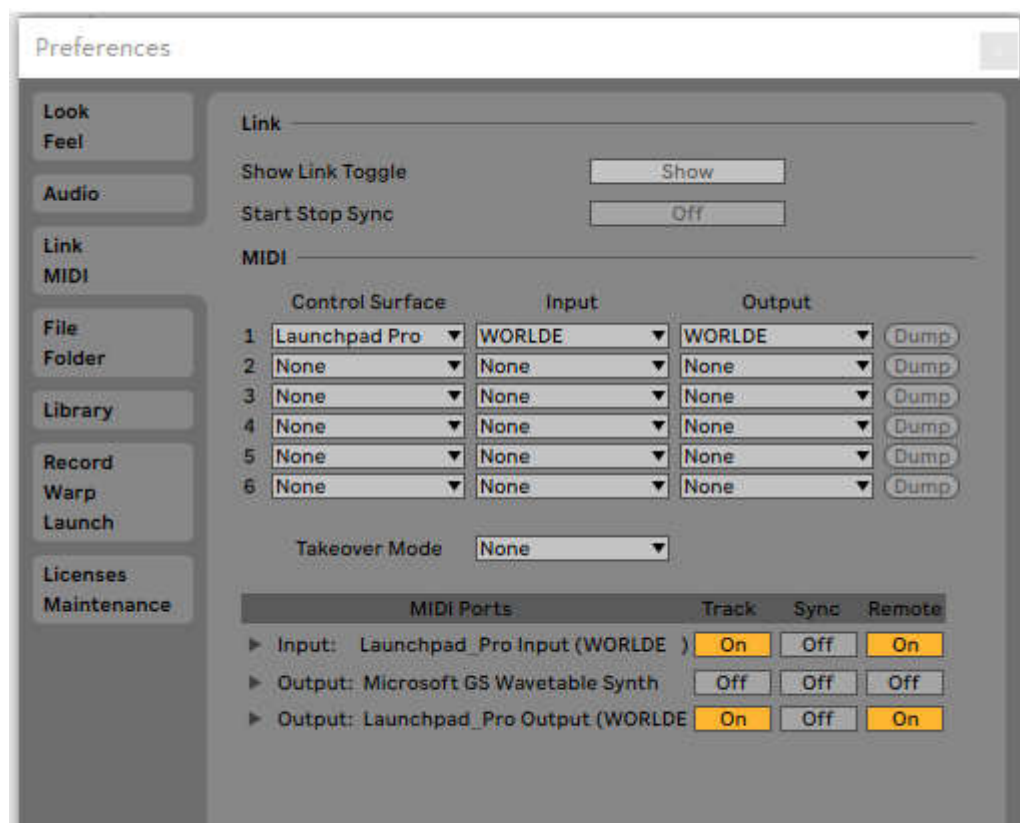 Preferences
Look
Feel
Audio
Link
MIDI
File
Folder
Library
Record
Warp
Launch
Licenses
Maintenance
Link
Show Link Toggle Show
Start Stop Sync Off
MIDI
Control Surface Input Output
1 Launchpad Pro WORLDE WORLDE Dump
2 None None None Dump
3 None None None Dump
4 None None None Dump
5 None None None Dump
6 None None None Dump
Takeover Mode None
MIDI Ports Track Sync Remote
Input: Launchpad_Pro Input (WORLDE ) On Off On
Output: Microsoft GS Wavetable Synth Off Off Off
Output: Launchpad_Pro Output (WORLDE On Off On